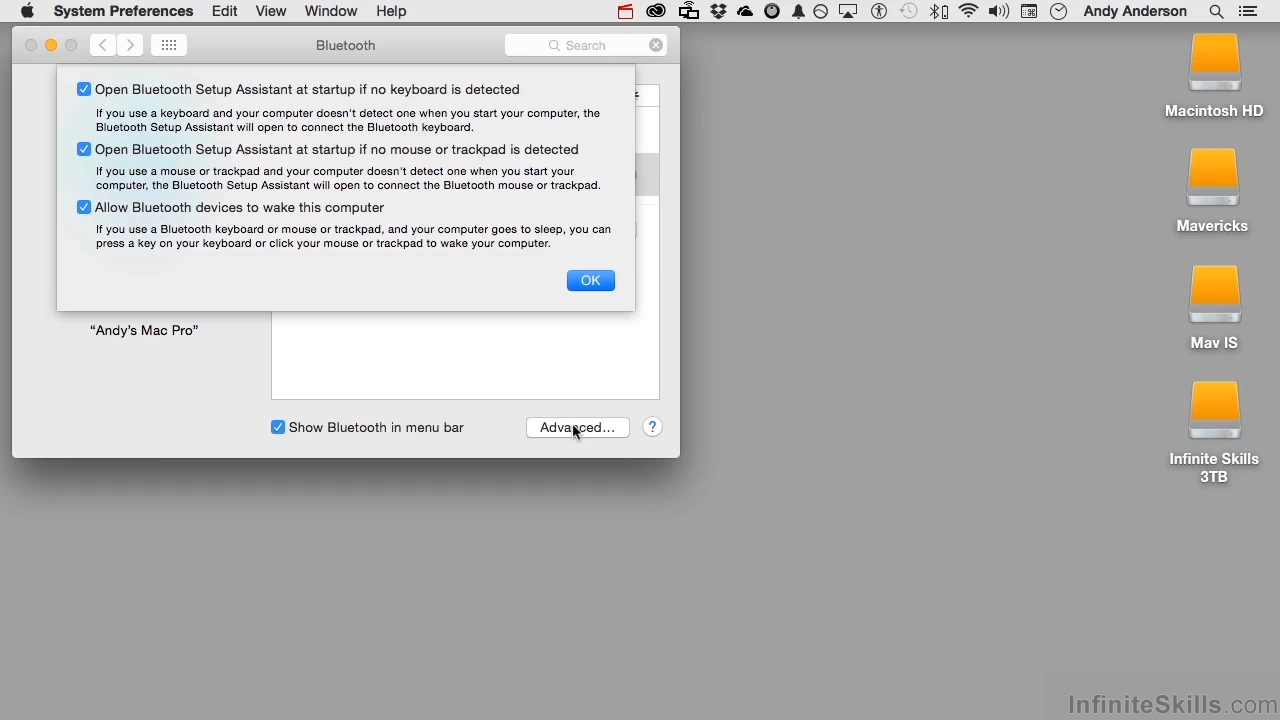 System Preferences Edit View Window Help Andy Anderson
Bluetooth
Search
Open Bluetooth Setup Assistant at startup if no keyboard is detected
If you use a keyboard and your computer doesn't detect one when you start your computer, the
Bluetooth Setup Assistant will open to connect the Bluetooth keyboard.
Open Bluetooth Setup Assistant at startup if no mouse or trackpad is detected
If you use a mouse or trackpad and your computer doesn't detect one when you start your
computer, the Bluetooth Setup Assistant will open to connect the Bluetooth mouse or trackpad.
Allow Bluetooth devices to wake this computer
If you use a Bluetooth keyboard or mouse or trackpad, and your computer goes to sleep, you can
press a key on your keyboard or click your mouse or trackpad to wake your computer.
OK
“Andy’s Mac Pro”
Show Bluetooth in menu bar
Advanced...
?
Macintosh HD
Mavericks
Mav IS
Infinite Skills
3TB
InfiniteSkills.com